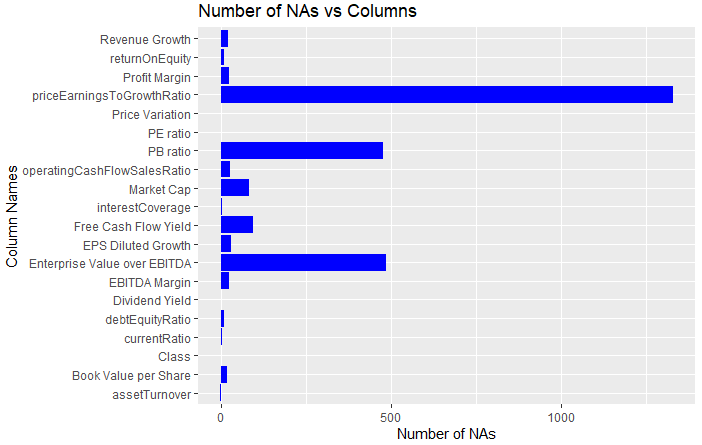 Number of NAs vs Columns
Revenue Growth
returnOnEquity
Profit Margin
priceEarningsToGrowthRatio
Price Variation
PE ratio
PB ratio
operatingCashFlowSalesRatio
Market Cap
interestCoverage
Free Cash Flow Yield
EPS Diluted Growth
Enterprise Value over EBITDA
EBITDA Margin
Dividend Yield
debtEquityRatio
currentRatio
Class
Book Value per Share
assetTurnover
Column Names
0 500 1000
Number of NAs